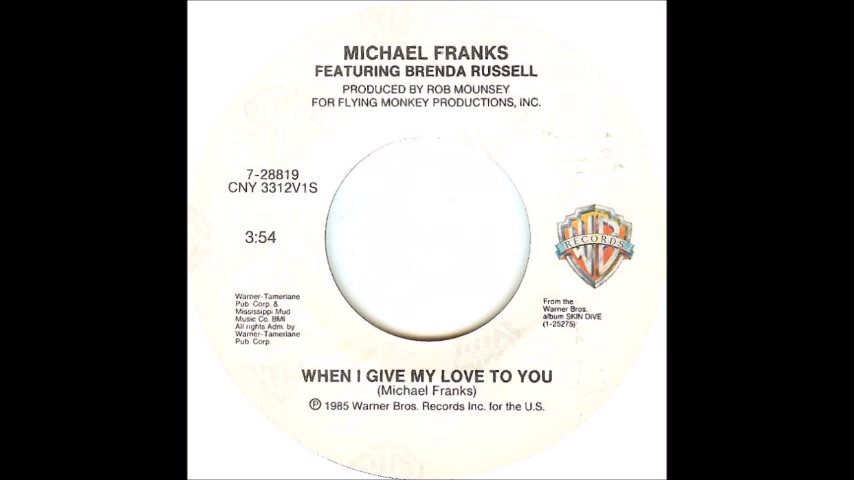 MICHAEL FRANKS
FEATURING BRENDA RUSSELL
PRODUCED BY ROB MOUNSEY
FOR FLYING MONKEY PRODUCTIONS, INC.
7-28819
CNY 3312V1S
3:54
WB
RECORDS
Warner-Tamerlane
Pub. Corp. &
Mississippi Mud
Music Co. BMI
All rights Adm. by
Warner-Tamerlane
Pub. Corp.
From the
Warner Bros.
album SKIN DIVE
(1-25275)
WHEN I GIVE MY LOVE TO YOU
(Michael Franks)
℗ 1985 Warner Bros. Records Inc. for the U.S.